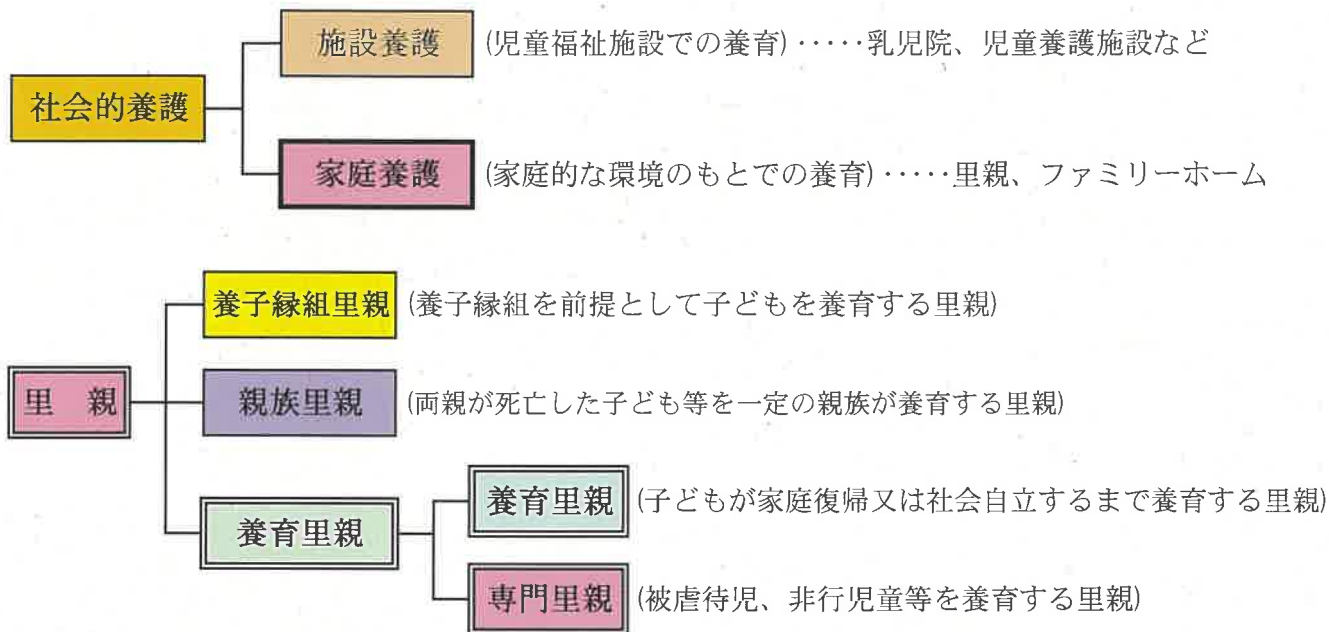 施設養護 (児童福祉施設での養育)·····乳児院、児童養護施設など
社会的養護
家庭養護 (家庭的な環境のもとでの養育)·····里親、ファミリーホーム
養子縁組里親 (養子縁組を前提として子どもを養育する里親)
里 親 親族里親 (両親が死亡した子ども等を一定の親族が養育する里親)
養育里親 (子どもが家庭復帰又は社会自立するまで養育する里親)
養育里親
専門里親 (被虐待児、非行児童等を養育する里親)